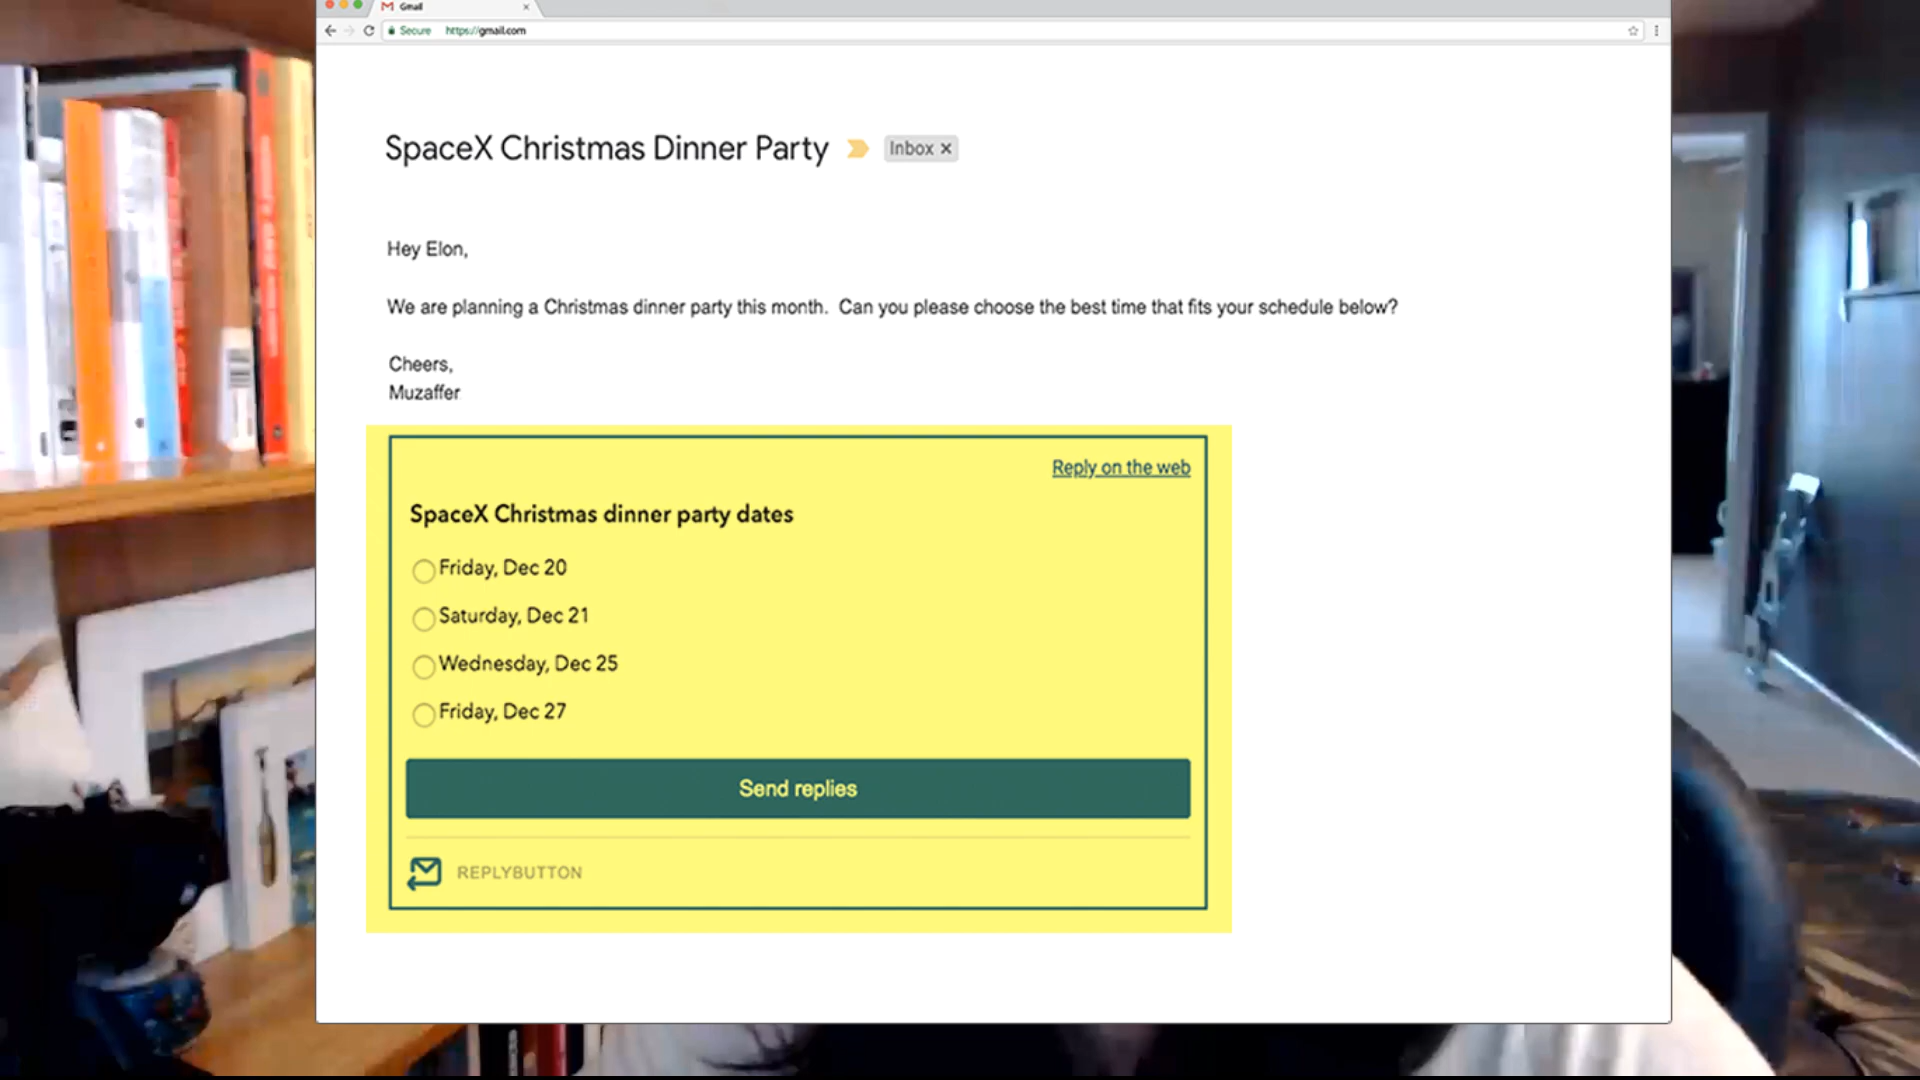 Gmail
Secure https://gmail.com
SpaceX Christmas Dinner Party Inbox
Hey Elon,
We are planning a Christmas dinner party this month. Can you please choose the best time that fits your schedule below?
Cheers,
Muzaffer
Reply on the web
SpaceX Christmas dinner party dates
Friday, Dec 20
Saturday, Dec 21
Wednesday, Dec 25
Friday, Dec 27
Send replies
REPLYBUTTON